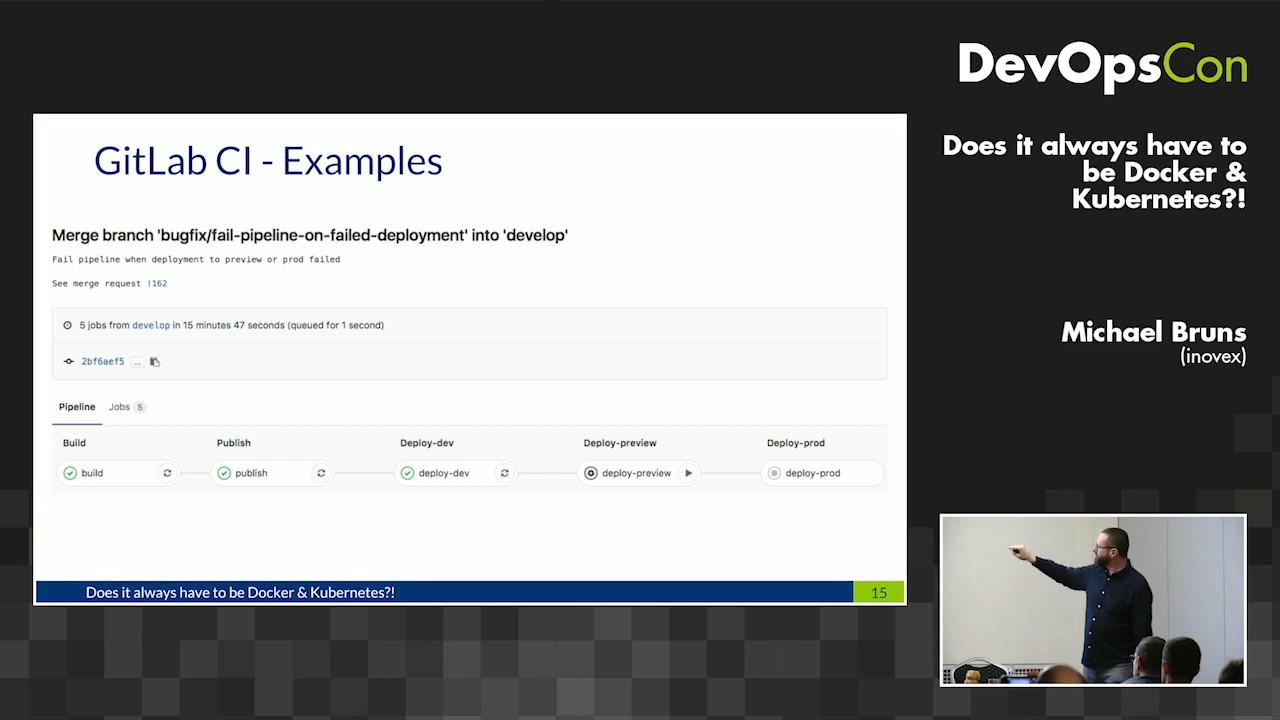 DevOpsCon
Does it always have to
be Docker &
Kubernetes?!
Michael Bruns
(inovex)
GitLab CI - Examples
Merge branch 'bugfix/fail-pipeline-on-failed-deployment' into 'develop'
Fail pipeline when deployment to preview or prod failed
See merge request !162
5 jobs from develop in 15 minutes 47 seconds (queued for 1 second)
2bf6aef5 ...
Pipeline Jobs 5
Build Publish Deploy-dev Deploy-preview Deploy-prod
build publish deploy-dev deploy-preview deploy-prod
Does it always have to be Docker & Kubernetes?! 15